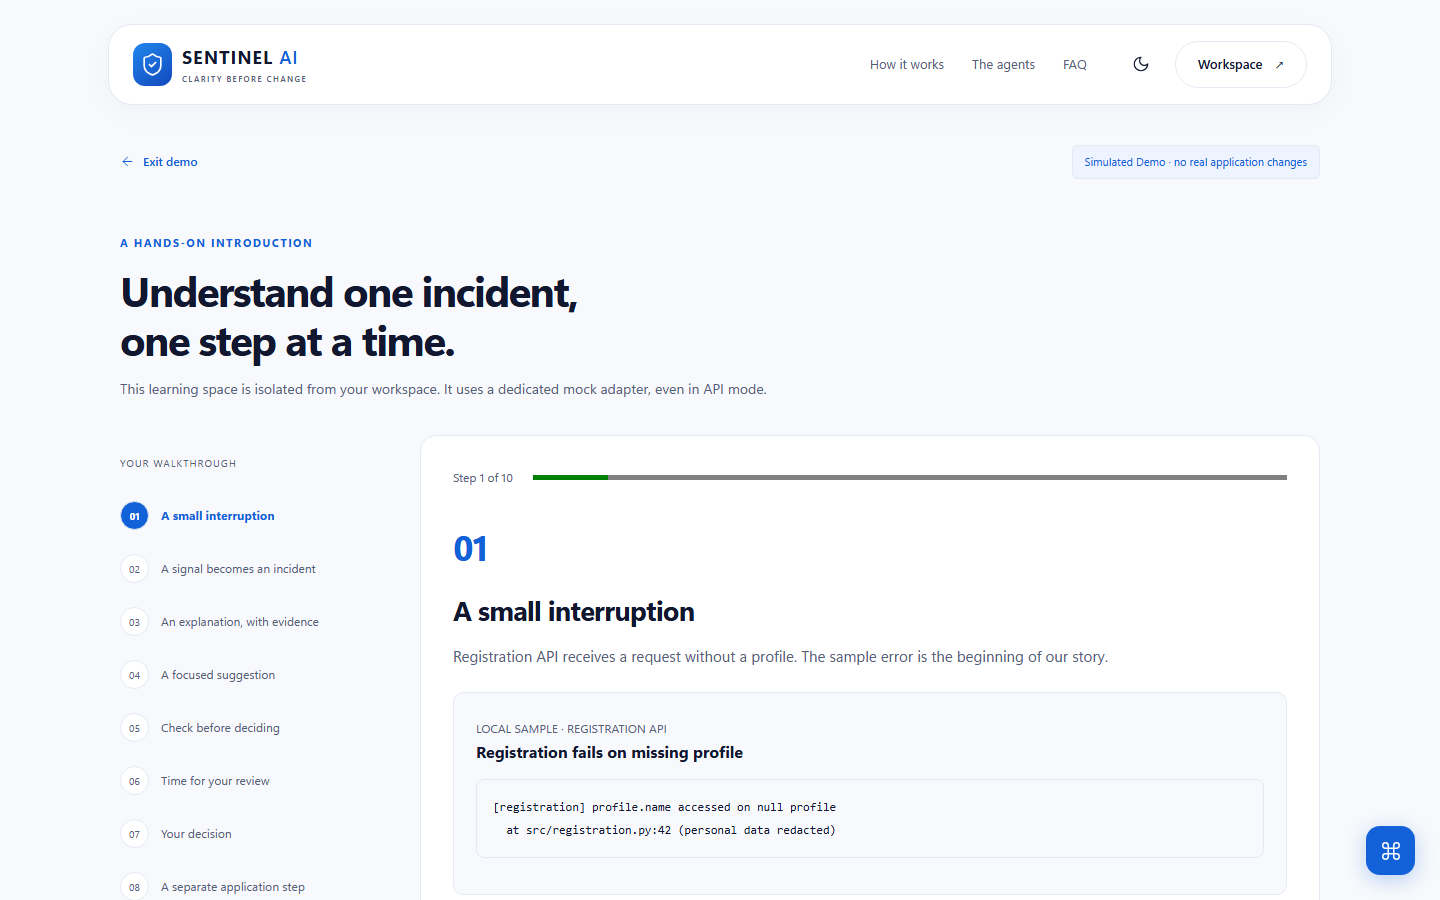 SENTINEL AI
CLARITY BEFORE CHANGE
How it works
The agents
FAQ
Workspace ↗
← Exit demo
Simulated Demo · no real application changes
A HANDS-ON INTRODUCTION
Understand one incident,
one step at a time.
This learning space is isolated from your workspace. It uses a dedicated mock adapter, even in API mode.
YOUR WALKTHROUGH
01 A small interruption
02 A signal becomes an incident
03 An explanation, with evidence
04 A focused suggestion
05 Check before deciding
06 Time for your review
07 Your decision
08 A separate application step
Step 1 of 10
01
A small interruption
Registration API receives a request without a profile. The sample error is the beginning of our story.
LOCAL SAMPLE · REGISTRATION API
Registration fails on missing profile
[registration] profile.name accessed on null profile
at src/registration.py:42 (personal data redacted)